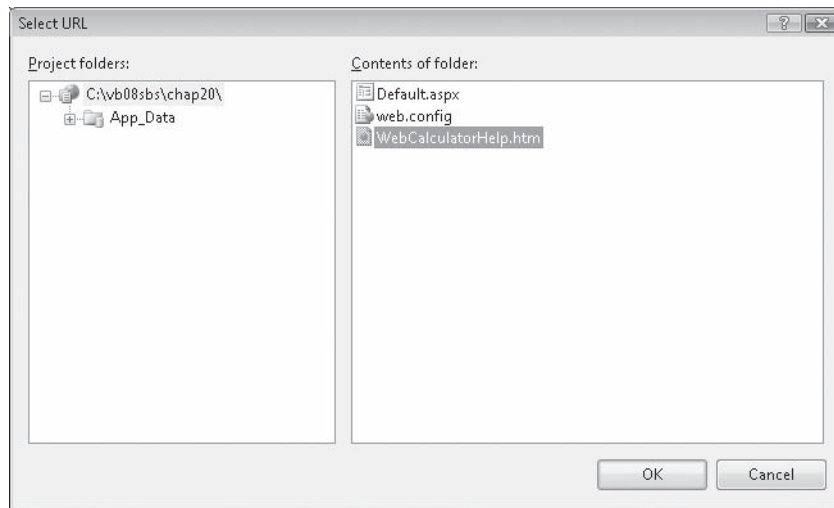 Select URL
Project folders:
C:\vb08sbs\chap20\
App_Data
Contents of folder:
Default.aspx
web.config
WebCalculatorHelp.htm
OK
Cancel